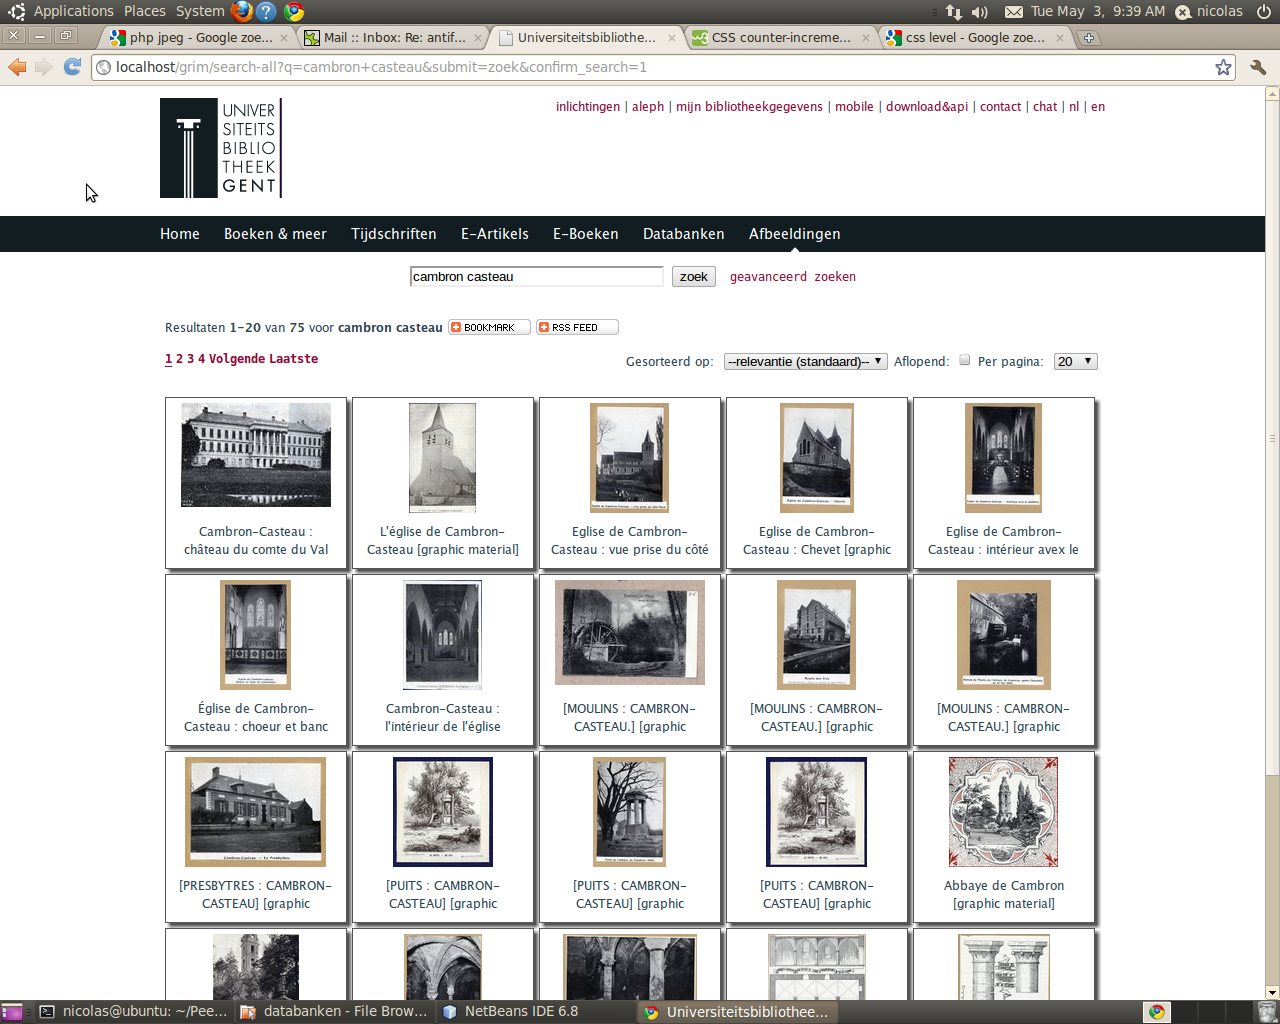 Applications Places System Tue May 3, 9:39 AM nicolas
php jpeg - Google zoe... Mail :: Inbox: Re: antif... Universiteitsbibliothe... CSS counter-increme... css level - Google zoe...
localhost/grim/search-all?q=cambron+casteau&submit=zoek&confirm_search=1
inlichtingen | aleph | mijn bibliotheekgegevens | mobile | download&api | contact | chat | nl | en
UNIVER
SITEITS
BIBLIO
THEEK
GENT
Home Boeken & meer Tijdschriften E-Artikels E-Boeken Databanken Afbeeldingen
cambron casteau zoek geavanceerd zoeken
Resultaten 1-20 van 75 voor cambron casteau BOOKMARK RSS FEED
1 2 3 4 Volgende Laatste Gesorteerd op: --relevantie (standaard)-- Aflopend: Per pagina: 20
Cambron-Casteau :
château du comte du Val
L'église de Cambron-
Casteau [graphic material]
Eglise de Cambron-
Casteau : vue prise du côté
Eglise de Cambron-
Casteau : Chevet [graphic
Eglise de Cambron-
Casteau : intérieur avex le
Église de Cambron-
Casteau : choeur et banc
Cambron-Casteau :
l'intérieur de l'église
[MOULINS : CAMBRON-
CASTEAU.] [graphic
[MOULINS : CAMBRON-
CASTEAU.] [graphic
[MOULINS : CAMBRON-
CASTEAU.] [graphic
[PRESBYTRES : CAMBRON-
CASTEAU] [graphic
[PUITS : CAMBRON-
CASTEAU] [graphic
[PUITS : CAMBRON-
CASTEAU] [graphic
[PUITS : CAMBRON-
CASTEAU] [graphic
Abbaye de Cambron
[graphic material]
nicolas@ubuntu: ~/Pee... databanken - File Brow... NetBeans IDE 6.8 Universiteitsbibliothee...